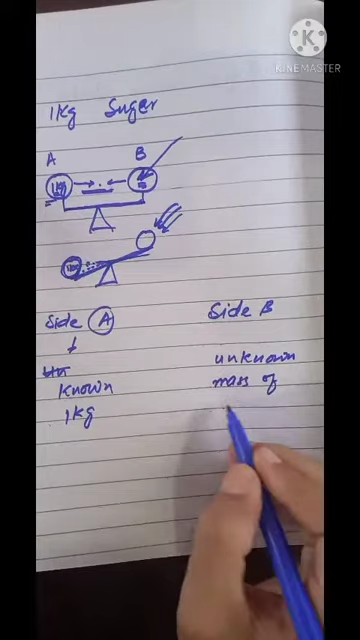 K
KINEMASTER
1Kg Suger
A B
1Kg
Side A Side B
Known unknown
1Kg mass of